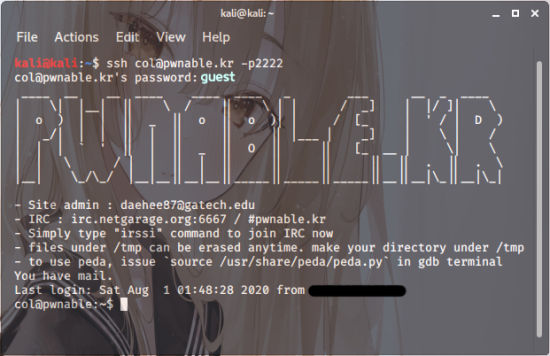 kali@kali: ~
File Actions Edit View Help
kali@kali:~$ ssh col@pwnable.kr -p2222
col@pwnable.kr's password: guest
PWNABLE.KR
- Site admin : daehee87@gatech.edu
- IRC : irc.netgarage.org:6667 / #pwnable.kr
- Simply type "irssi" command to join IRC now
- files under /tmp can be erased anytime. make your directory under /tmp
- to use peda, issue `source /usr/share/peda/peda.py` in gdb terminal
You have mail.
Last login: Sat Aug  1 01:48:28 2020 from
col@pwnable:~$